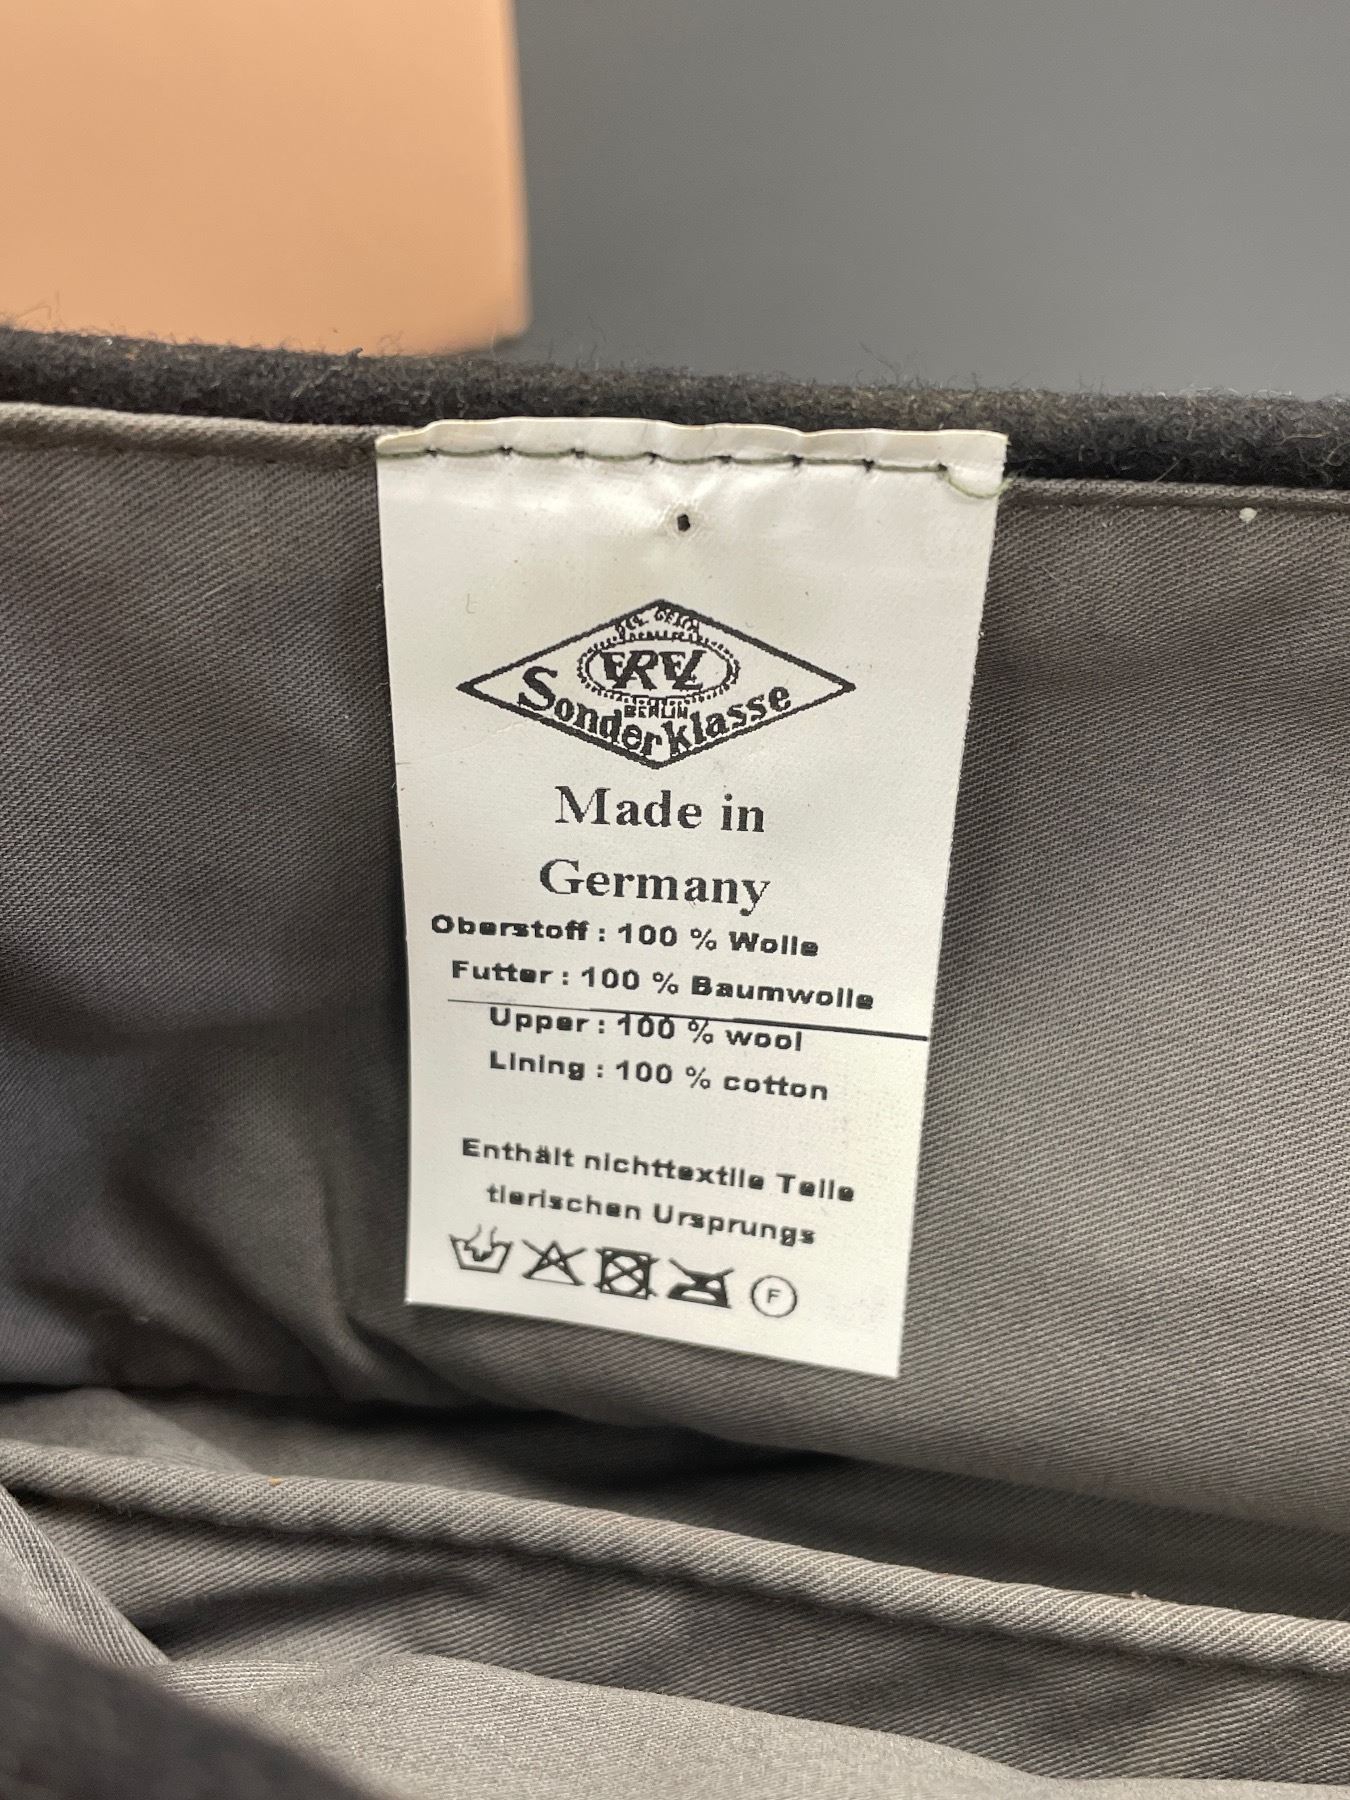 EREL
BERLIN
Sonderklasse
Made in
Germany
Oberstoff : 100 % Wolle
Futter : 100 % Baumwolle
Upper : 100 % wool
Lining : 100 % cotton
Enthält nichttextile Teile
tierischen Ursprungs
F